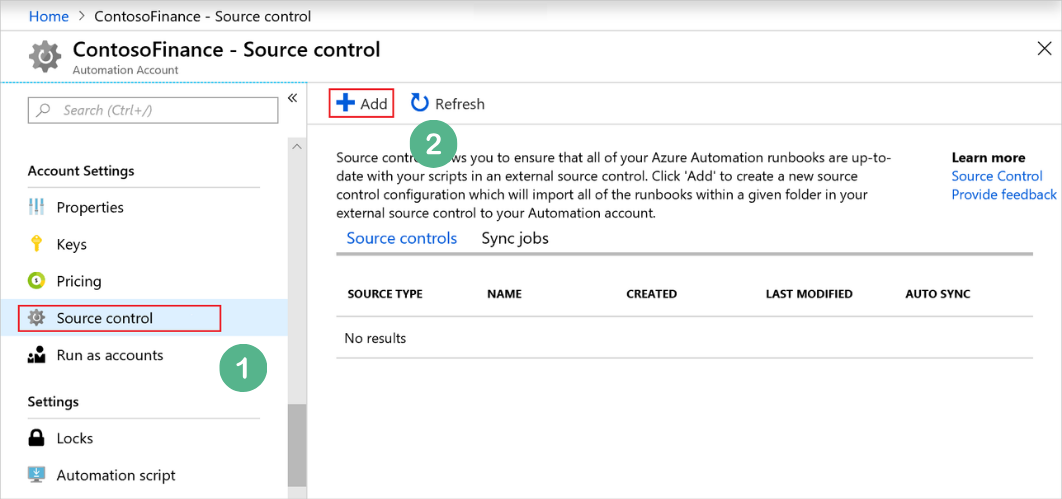 Home > ContosoFinance - Source control
ContosoFinance - Source control
Automation Account
Search (Ctrl+/)
Account Settings
Properties
Keys
Pricing
Source control
1
Run as accounts
Settings
Locks
Automation script
Add
Refresh
2
Source you to ensure that all of your Azure Automation runbooks are up-to-
date with your scripts in an external source control. Click 'Add' to create a new source
control configuration which will import all of the runbooks within a given folder in your
external source control to your Automation account.
Learn more
Source Control
Provide feedback
Source controls Sync jobs
SOURCE TYPE NAME CREATED LAST MODIFIED AUTO SYNC
No results